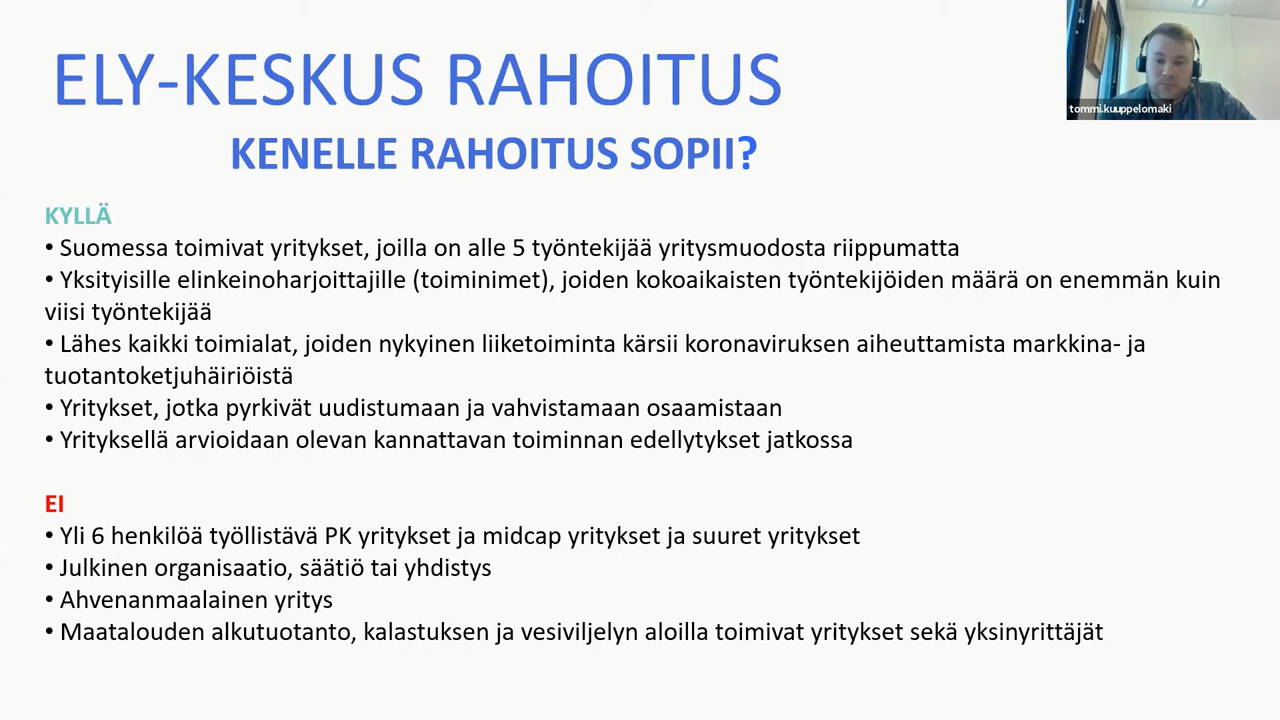 ELY-KESKUS RAHOITUS
tommi.kuuppelomaki
KENELLE RAHOITUS SOPII?
KYLLÄ
• Suomessa toimivat yritykset, joilla on alle 5 työntekijää yritysmuodosta riippumatta
• Yksityisille elinkeinoharjoittajille (toiminimet), joiden kokoaikaisten työntekijöiden määrä on enemmän kuin
viisi työntekijää
• Lähes kaikki toimialat, joiden nykyinen liiketoiminta kärsii koronaviruksen aiheuttamista markkina- ja
tuotantoketjuhäiriöistä
• Yritykset, jotka pyrkivät uudistumaan ja vahvistamaan osaamistaan
• Yrityksellä arvioidaan olevan kannattavan toiminnan edellytykset jatkossa
EI
• Yli 6 henkilöä työllistävä PK yritykset ja midcap yritykset ja suuret yritykset
• Julkinen organisaatio, säätiö tai yhdistys
• Ahvenanmaalainen yritys
• Maatalouden alkutuotanto, kalastuksen ja vesiviljelyn aloilla toimivat yritykset sekä yksinyrittäjät